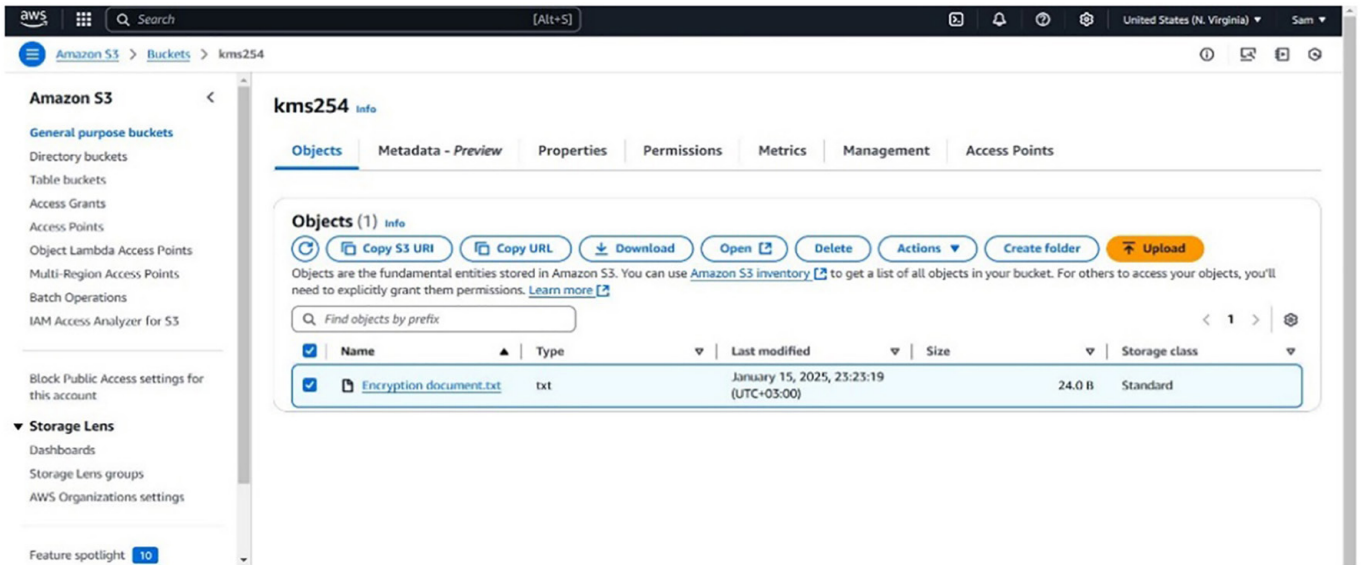 aws
Search [Alt+S] United States (N. Virginia) ▼ Sam ▼
Amazon S3 > Buckets > kms254
Amazon S3
General purpose buckets
Directory buckets
Table buckets
Access Grants
Access Points
Object Lambda Access Points
Multi-Region Access Points
Batch Operations
IAM Access Analyzer for S3
Block Public Access settings for
this account
Storage Lens
Dashboards
Storage Lens groups
AWS Organizations settings
Feature spotlight 10
kms254 Info
Objects Metadata - Preview Properties Permissions Metrics Management Access Points
Objects (1) Info
Copy S3 URI Copy URL Download Open Delete Actions ▼ Create folder Upload
Objects are the fundamental entities stored in Amazon S3. You can use Amazon S3 inventory to get a list of all objects in your bucket. For others to access your objects, you'll
need to explicitly grant them permissions. Learn more
Find objects by prefix < 1 >
Name Type Last modified Size Storage class
Encryption document.txt txt January 15, 2025, 23:23:19 24.0 B Standard
(UTC+03:00)